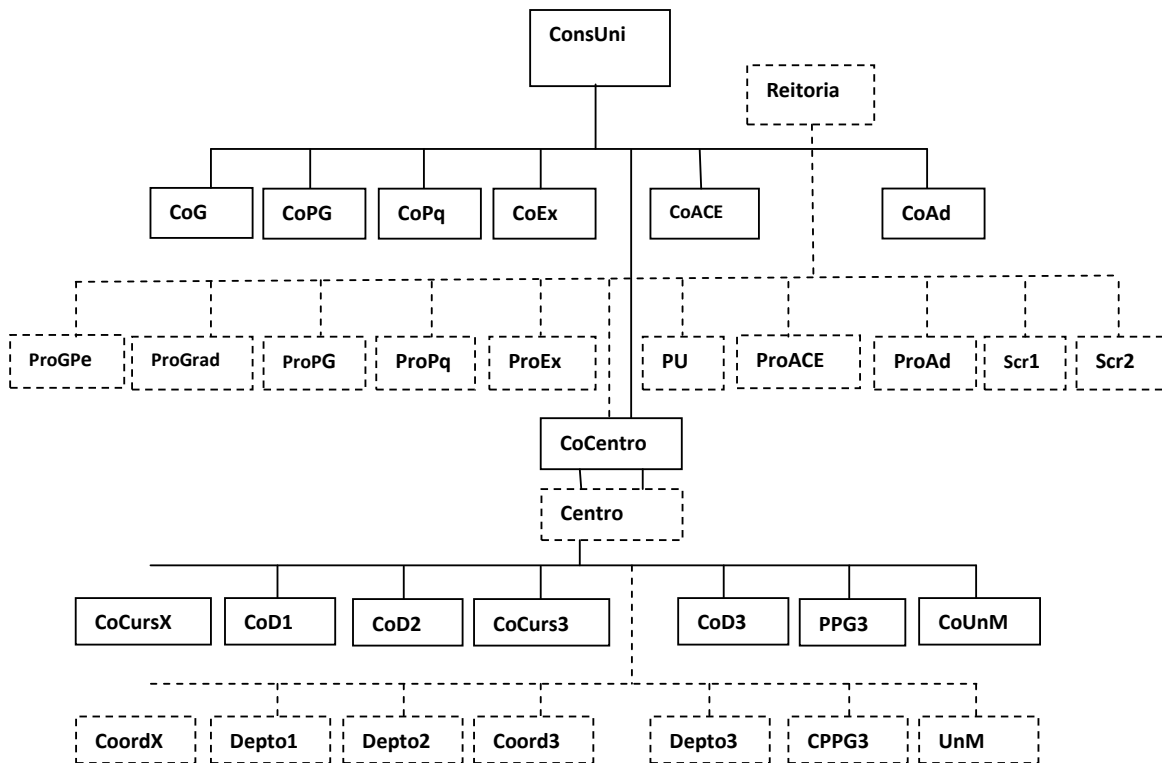 ConsUni
Reitoria
CoG CoPG CoPq CoEx CoACE CoAd
ProGPe ProGrad ProPG ProPq ProEx PU ProACE ProAd Scr1 Scr2
CoCentro
Centro
CoCursX CoD1 CoD2 CoCurs3 CoD3 PPG3 CoUnM
CoordX Depto1 Depto2 Coord3 Depto3 CPPG3 UnM